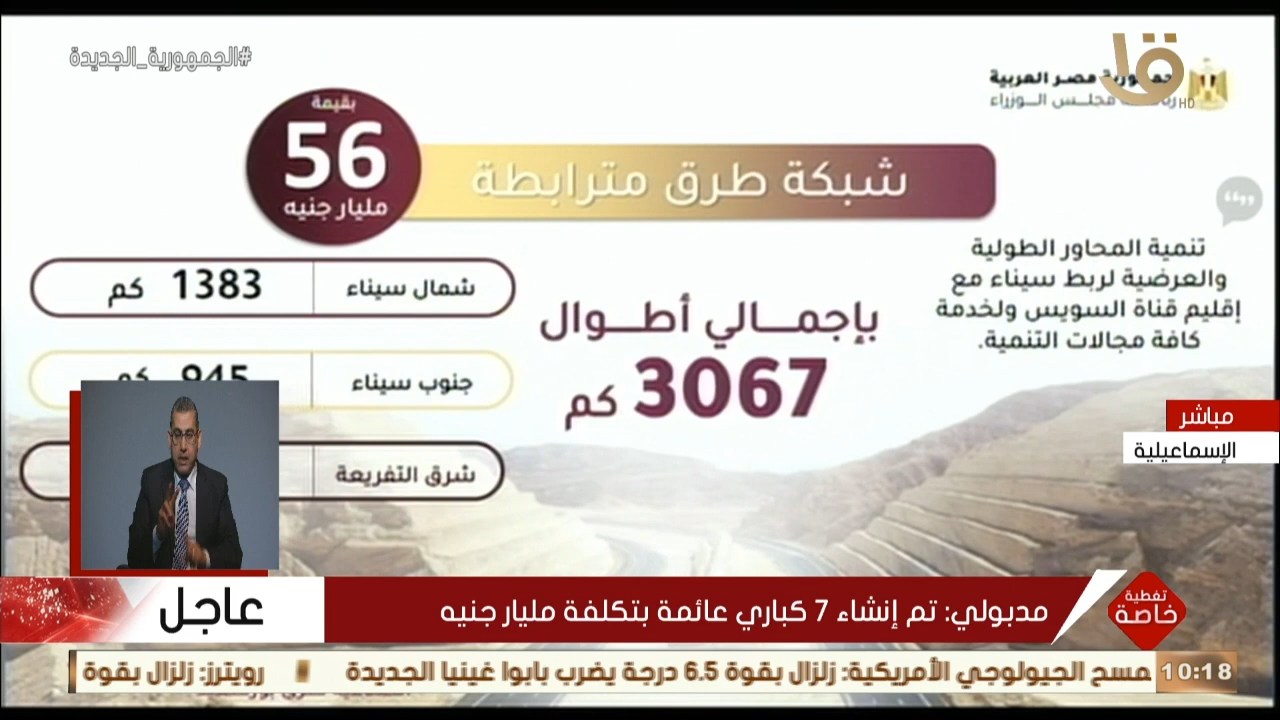 #الجمهورية_الجديدة
جمهورية مصر العربية
رئاسة مجلس الوزراء
HD
بقيمة
56
مليار جنيه
شبكة طرق مترابطة
تنمية المحاور الطولية
والعرضية لربط سيناء مع
إقليم قناة السويس ولخدمة
كافة مجالات التنمية.
بإجمالي أطوال
3067 كم
شمال سيناء 1383 كم
جنوب سيناء 945 كم
شرق التفريعة
مباشر
الإسماعيلية
تغطية
خاصة
مدبولي: تم إنشاء 7 كباري عائمة بتكلفة مليار جنيه
عاجل
10:18 مسح الجيولوجي الأمريكية: زلزال بقوة 6.5 درجة يضرب بابوا غينيا الجديدة
رويترز: زلزال بقوة